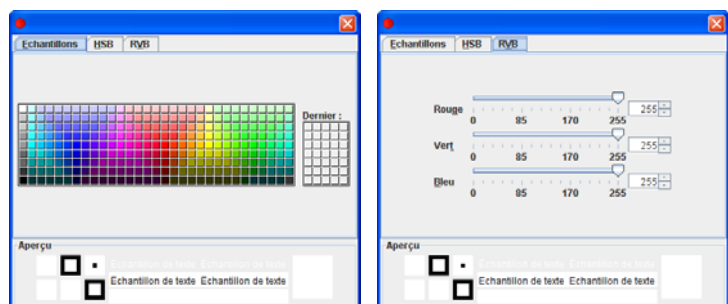 Echantillons HSB RVB
Dernier :
Aperçu
Echantillon de texte Echantillon de texte
Echantillon de texte Echantillon de texte
Echantillons HSB RVB
Rouge 255
0 85 170 255
Vert 255
0 85 170 255
Bleu 255
0 85 170 255
Aperçu
Echantillon de texte Echantillon de texte
Echantillon de texte Echantillon de texte